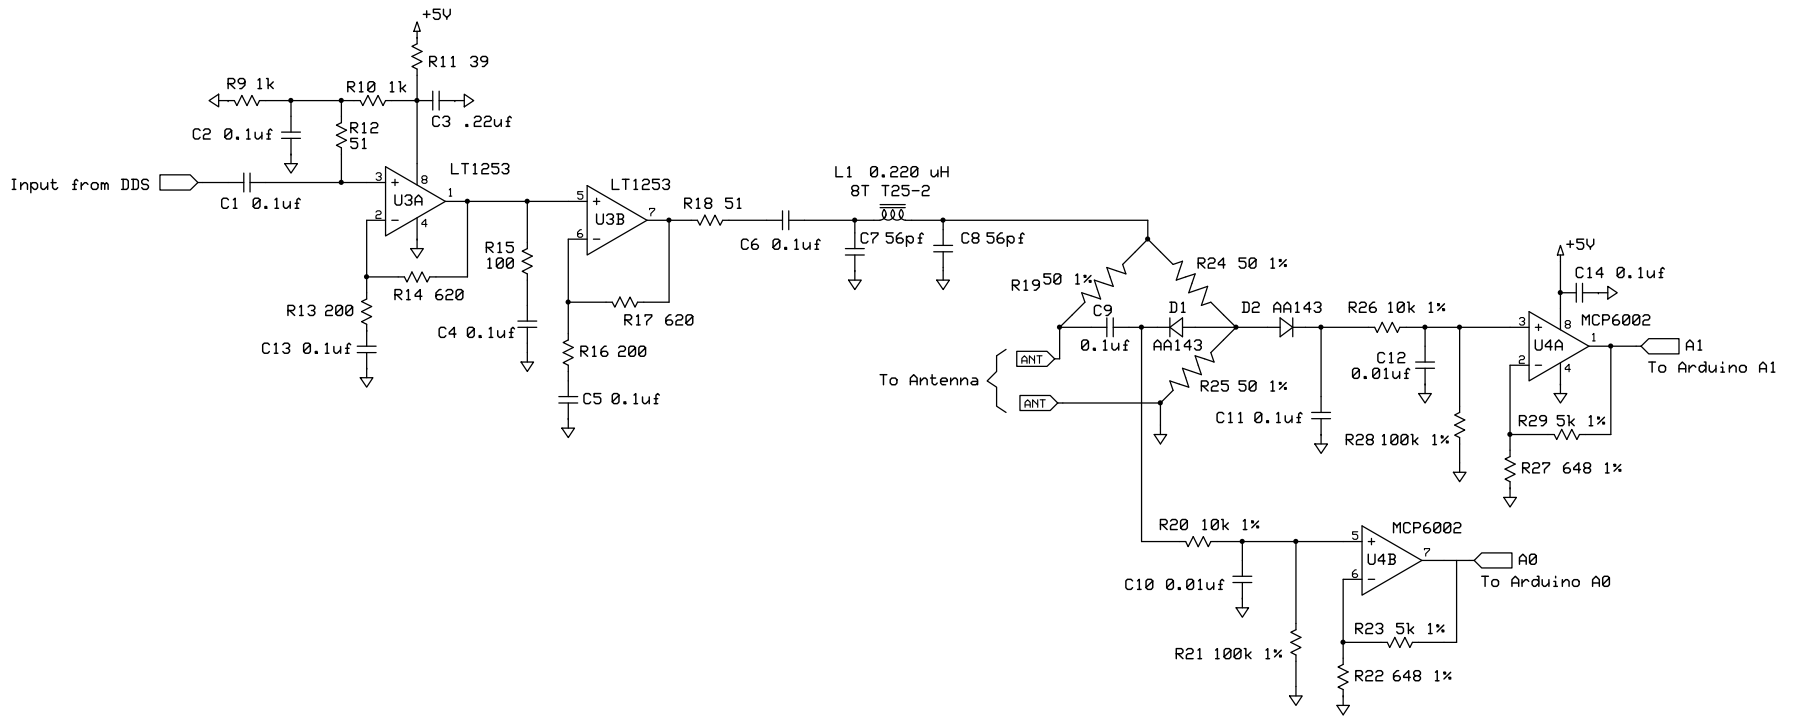 +5V
R11 39
R9 1k
R10 1k
C2 0.1uf
R12
51
C3 .22uf
LT1253
Input from DDS
C1 0.1uf
3
+
8
U3A
1
2
-
4
R14 620
R13 200
C13 0.1uf
R15
100
C4 0.1uf
LT1253
5
+
U3B
7
6
-
R17 620
R16 200
C5 0.1uf
R18 51
C6 0.1uf
L1 0.220 uH
8T T25-2
C7 56pf
C8 56pf
R19 50 1%
R24 50 1%
C9
0.1uf
D1
AA143
D2 AA143
To Antenna
ANT
ANT
R25 50 1%
C11 0.1uf
R26 10k 1%
C12
0.01uf
R28 100k 1%
+5V
C14 0.1uf
MCP6002
3
+
8
U4A
1
2
-
4
A1
To Arduino A1
R29 5k 1%
R27 648 1%
R20 10k 1%
C10 0.01uf
R21 100k 1%
MCP6002
5
+
U4B
7
6
-
A0
To Arduino A0
R23 5k 1%
R22 648 1%